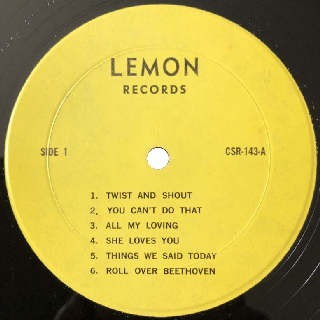 LEMON
RECORDS
SIDE 1
CSR-143-A
1. TWIST AND SHOUT
2. YOU CAN'T DO THAT
3. ALL MY LOVING
4. SHE LOVES YOU
5. THINGS WE SAID TODAY
6. ROLL OVER BEETHOVEN